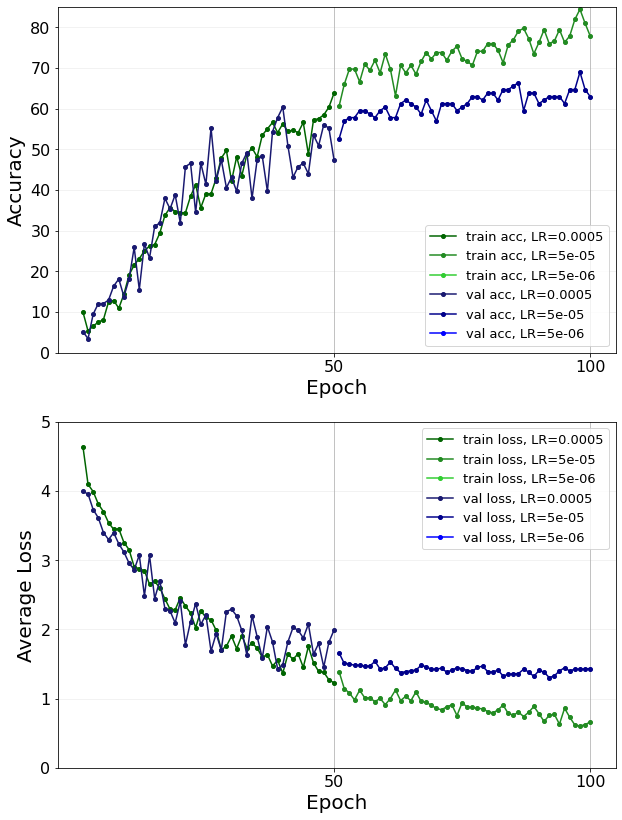 80
70
60
50
40
30
20
10
0
Accuracy
train acc, LR=0.0005
train acc, LR=5e-05
train acc, LR=5e-06
val acc, LR=0.0005
val acc, LR=5e-05
val acc, LR=5e-06
50
100
Epoch
5
4
3
2
1
0
Average Loss
train loss, LR=0.0005
train loss, LR=5e-05
train loss, LR=5e-06
val loss, LR=0.0005
val loss, LR=5e-05
val loss, LR=5e-06
50
100
Epoch